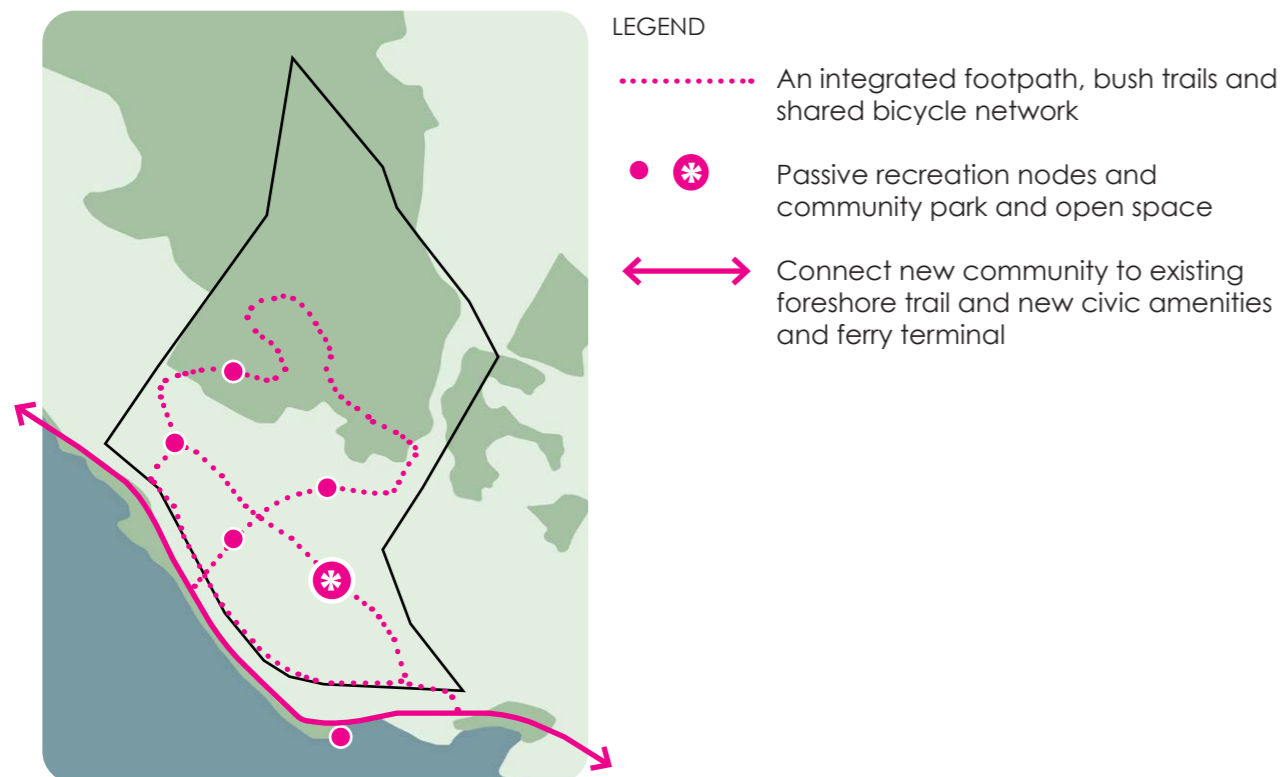 LEGEND
An integrated footpath, bush trails and
shared bicycle network
Passive recreation nodes and
community park and open space
Connect new community to existing
foreshore trail and new civic amenities
and ferry terminal